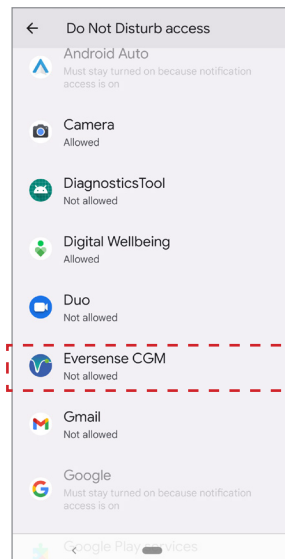 Do Not Disturb access
Android Auto
Must stay turned on because notification
access is on
Camera
Allowed
DiagnosticsTool
Not allowed
Digital Wellbeing
Allowed
Duo
Not allowed
Eversense CGM
Not allowed
Gmail
Not allowed
Google
Must stay turned on because notification
access is on
Google Play services